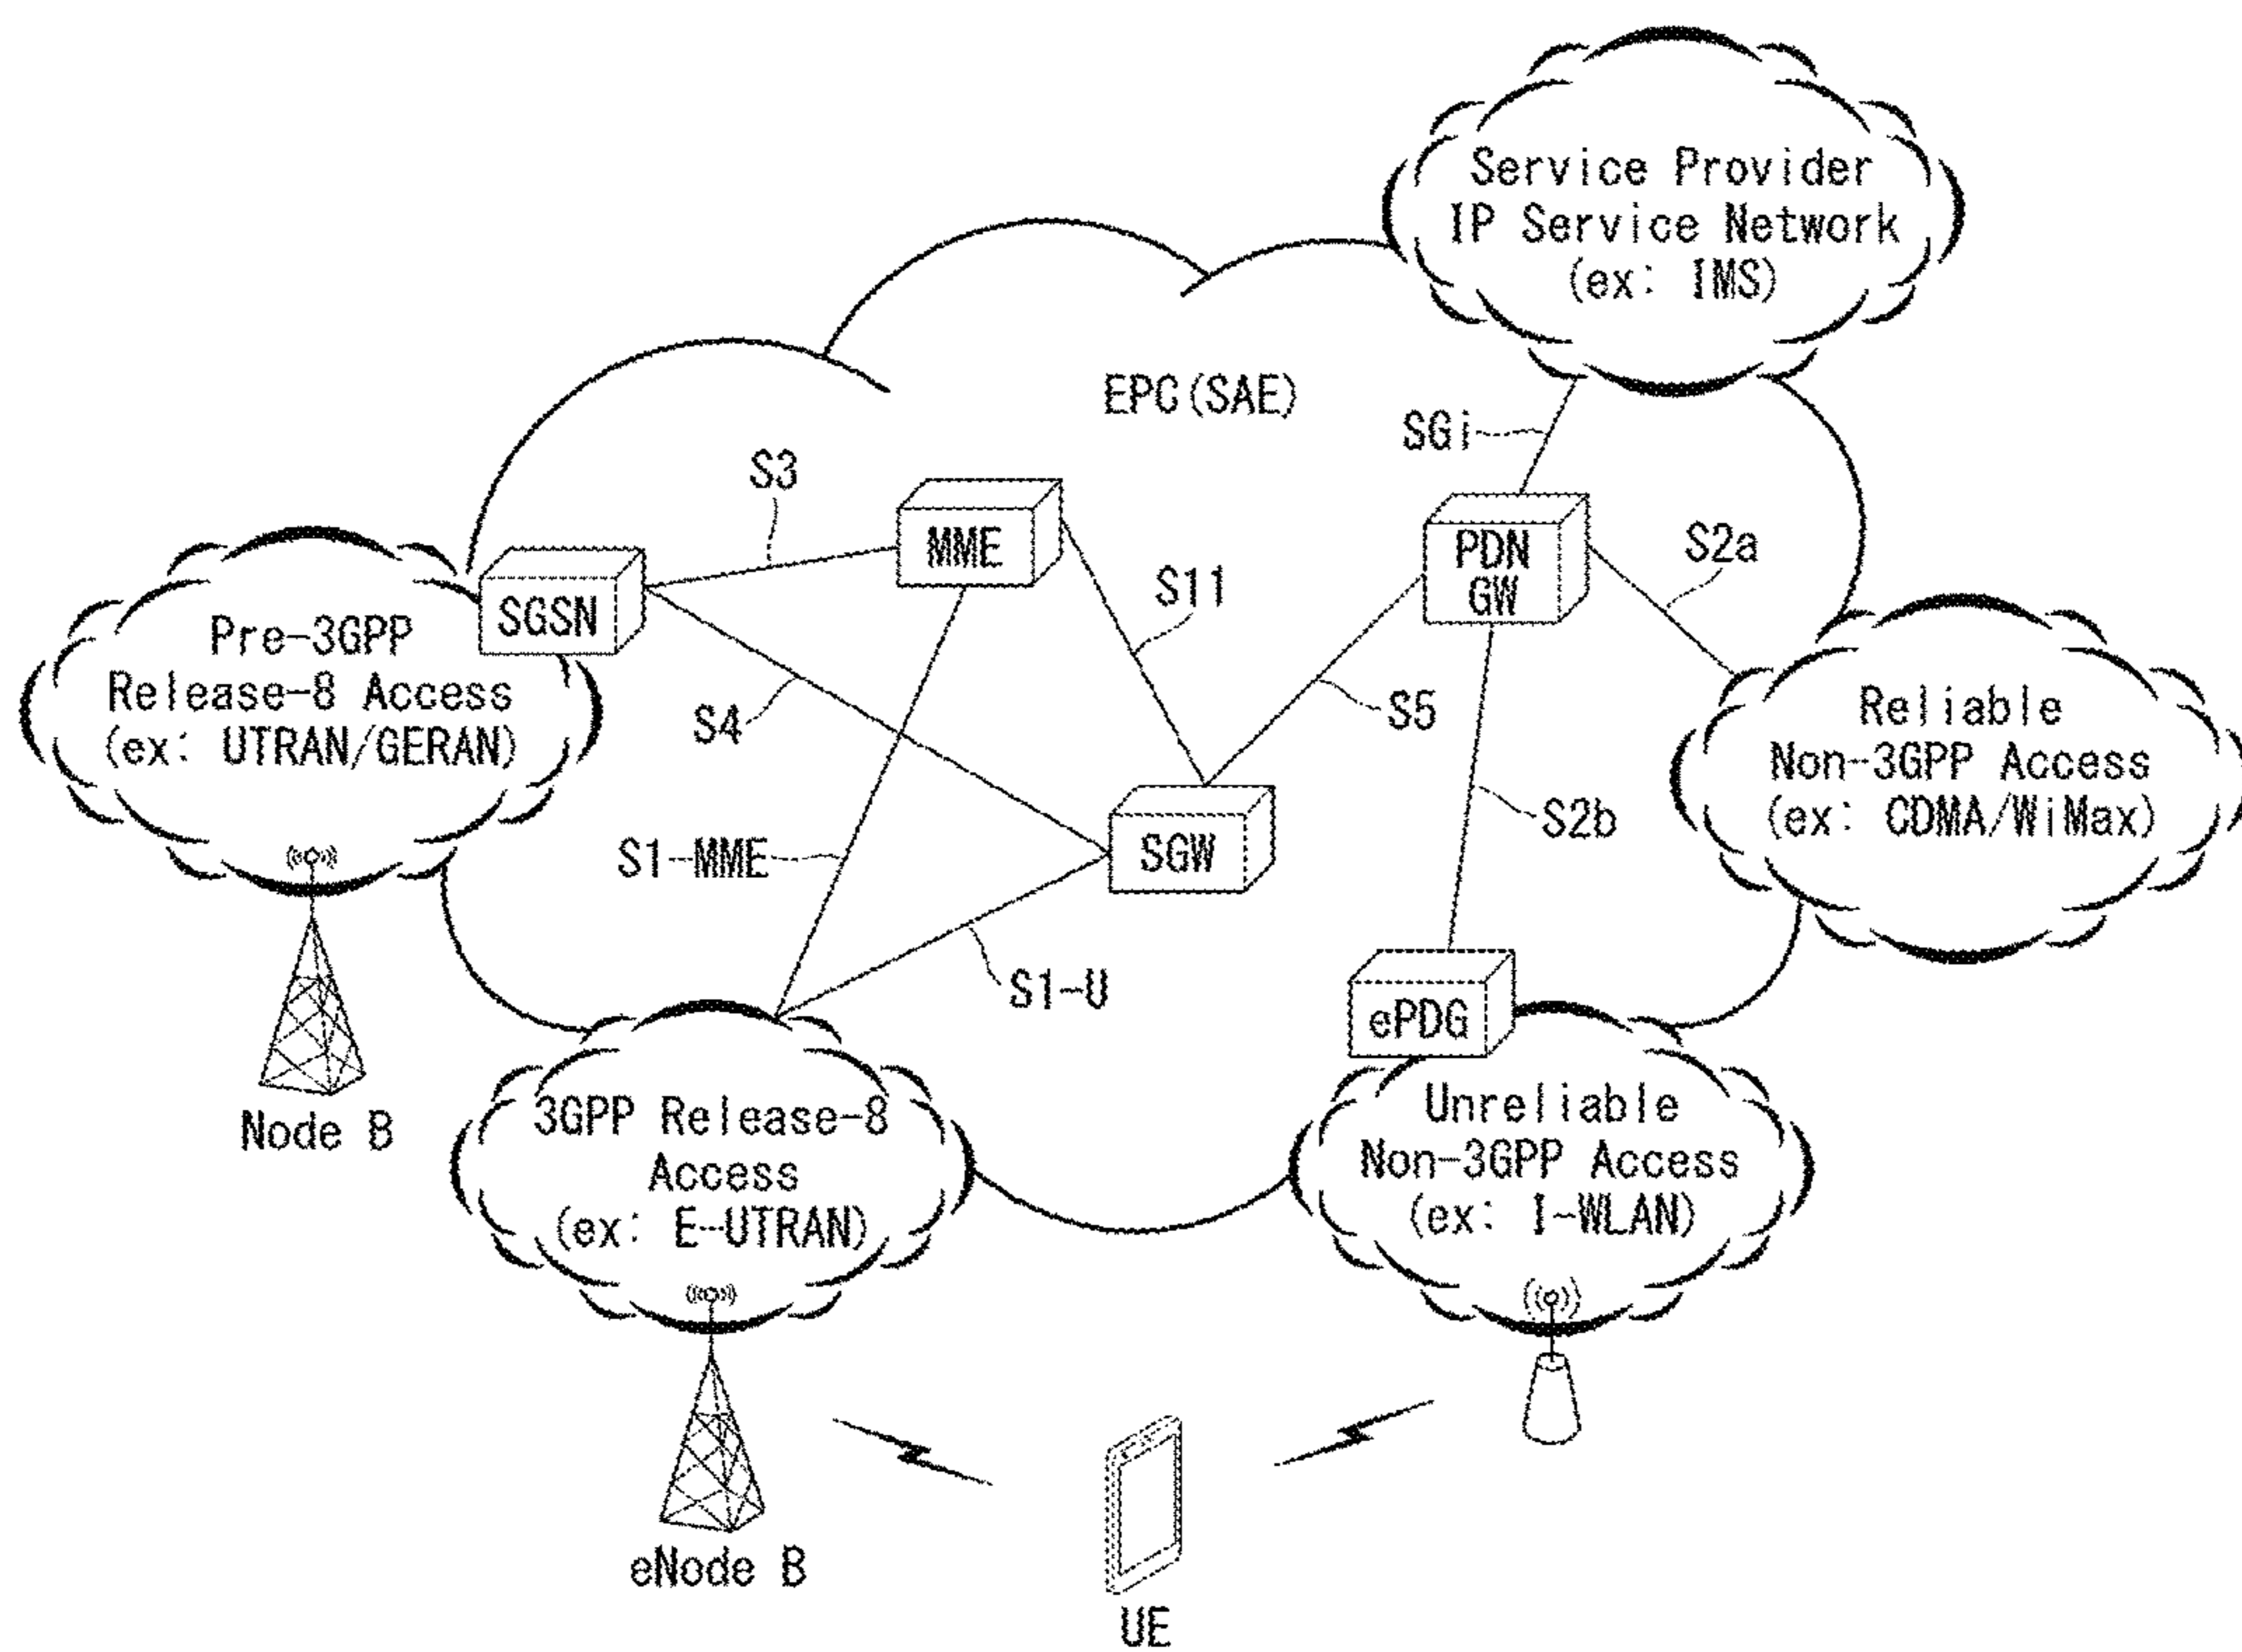 Service Provider
IP Service Network
(ex: IMS)
EPC(SAE)
SGi
S3
MME
PDN
GW
S2a
S11
SGSN
Pre-3GPP
Release-8 Access
(ex: UTRAN/GERAN)
S4
S5
Reliable
Non-3GPP Access
(ex: CDMA/WiMax)
S2b
S1-MME
SGW
S1-U
ePDG
Node B
3GPP Release-8
Access
(ex: E-UTRAN)
Unreliable
Non-3GPP Access
(ex: I-WLAN)
eNode B
UE